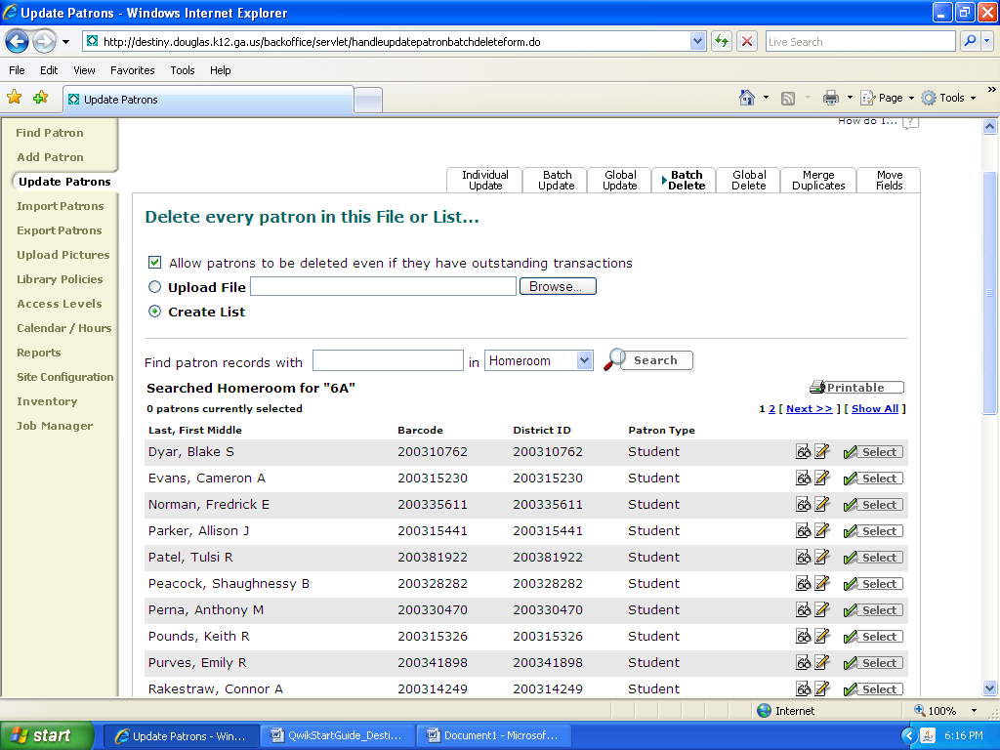 Update Patrons - Windows Internet Explorer
http://destiny.douglas.k12.ga.us/backoffice/servlet/handleupdatepatronbatchdeleteform.do
Live Search
File Edit View Favorites Tools Help
Update Patrons
Page Tools »
How do I... ?
Find Patron
Add Patron
Update Patrons
Import Patrons
Export Patrons
Upload Pictures
Library Policies
Access Levels
Calendar / Hours
Reports
Site Configuration
Inventory
Job Manager
Individual Update
Batch Update
Global Update
Batch Delete
Global Delete
Merge Duplicates
Move Fields
Delete every patron in this File or List...
Allow patrons to be deleted even if they have outstanding transactions
Upload File Browse...
Create List
Find patron records with in Homeroom Search
Searched Homeroom for "6A" Printable
0 patrons currently selected 1 2 [ Next >> ] [ Show All ]
Last, First Middle Barcode District ID Patron Type
Dyar, Blake S 200310762 200310762 Student Select
Evans, Cameron A 200315230 200315230 Student Select
Norman, Fredrick E 200335611 200335611 Student Select
Parker, Allison J 200315441 200315441 Student Select
Patel, Tulsi R 200381922 200381922 Student Select
Peacock, Shaughnessy B 200328282 200328282 Student Select
Perna, Anthony M 200330470 200330470 Student Select
Pounds, Keith R 200315326 200315326 Student Select
Purves, Emily R 200341898 200341898 Student Select
Rakestraw, Connor A 200314249 200314249 Student Select
Internet 100%
start Update Patrons - Win... QwikStartGuide_Desti... Document1 - Microsof... 6:16 PM